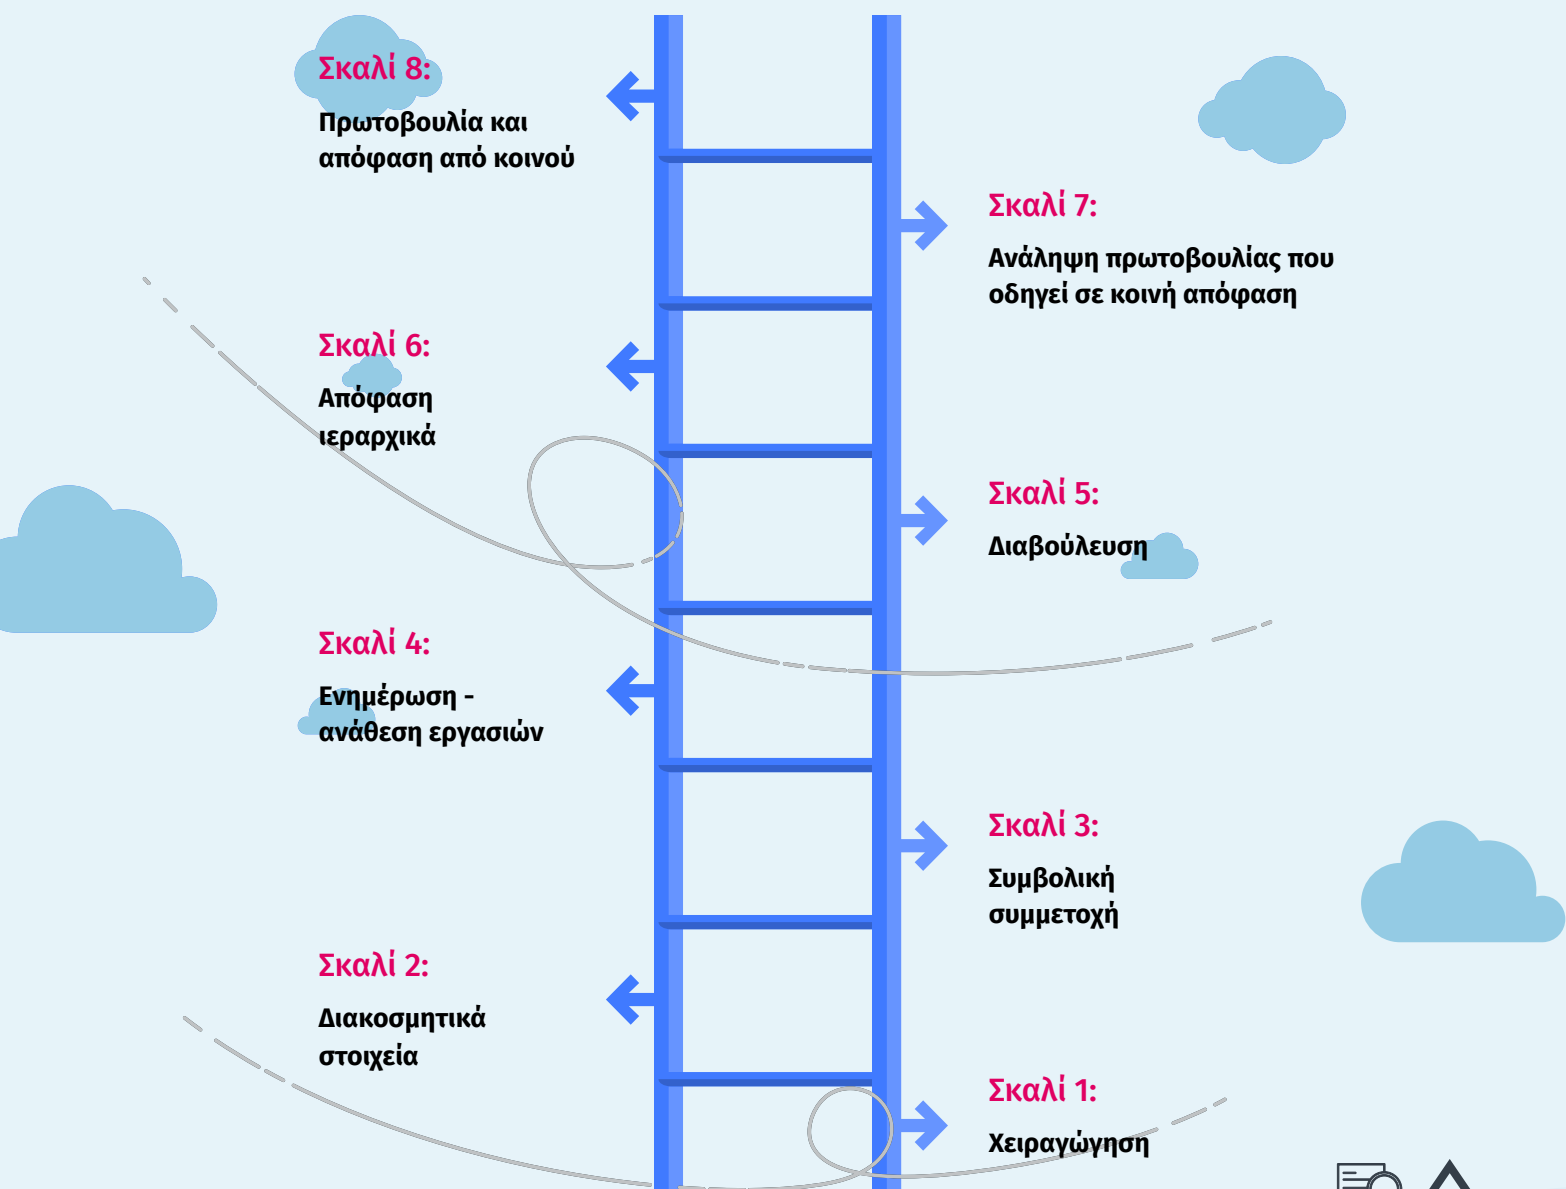 Σκαλί 8:
Πρωτοβουλία και
απόφαση από κοινού
Σκαλί 7:
Ανάληψη πρωτοβουλίας που
οδηγεί σε κοινή απόφαση
Σκαλί 6:
Απόφαση
ιεραρχικά
Σκαλί 5:
Διαβούλευση
Σκαλί 4:
Ενημέρωση -
ανάθεση εργασιών
Σκαλί 3:
Συμβολική
συμμετοχή
Σκαλί 2:
Διακοσμητικά
στοιχεία
Σκαλί 1:
Χειραγώγηση